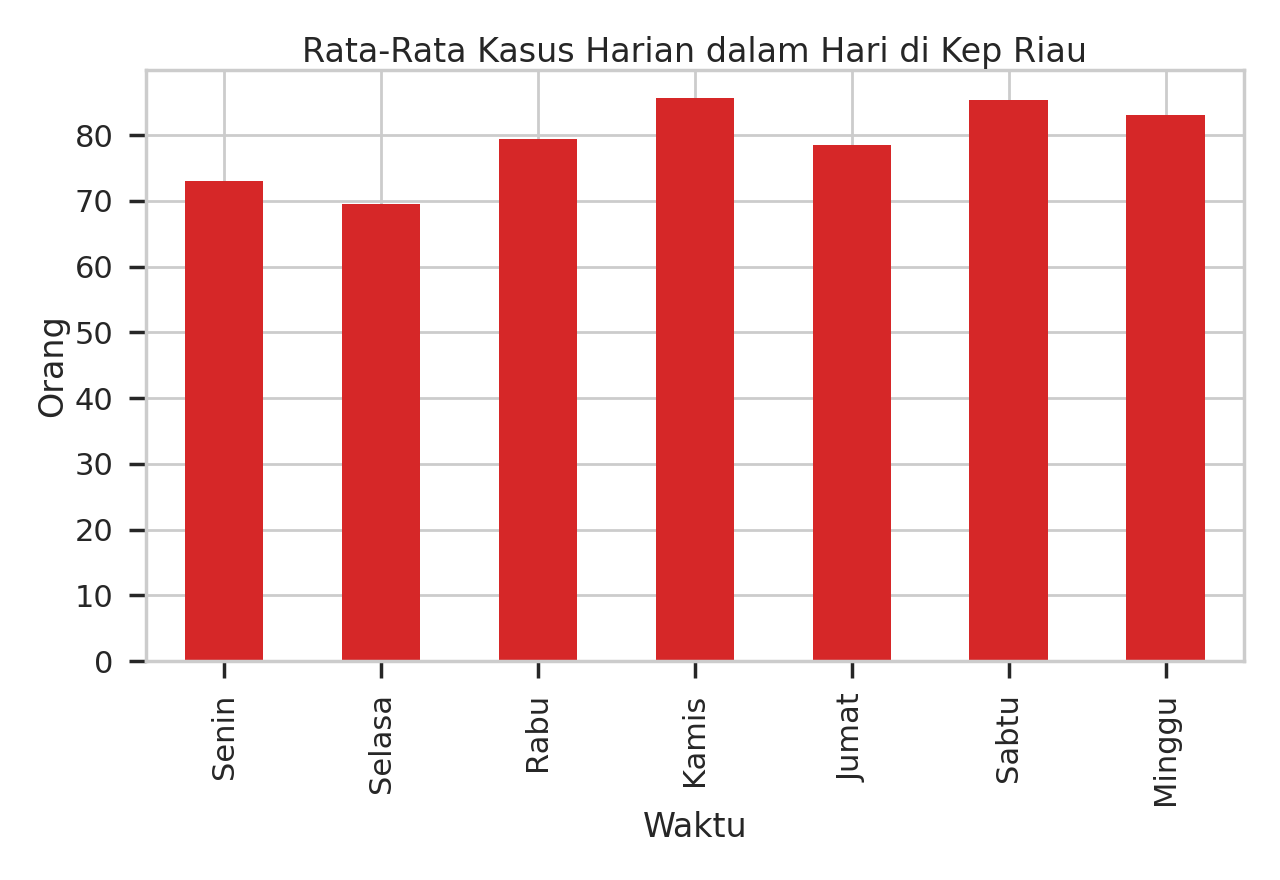 Rata-Rata Kasus Harian dalam Hari di Kep Riau
Orang
80
70
60
50
40
30
20
10
0
Senin
Selasa
Rabu
Kamis
Jumat
Sabtu
Minggu
Waktu